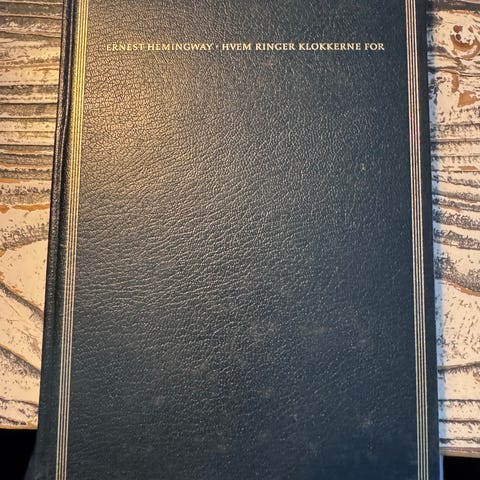 ERNEST HEMINGWAY · HVEM RINGER KLOKKERNE FOR